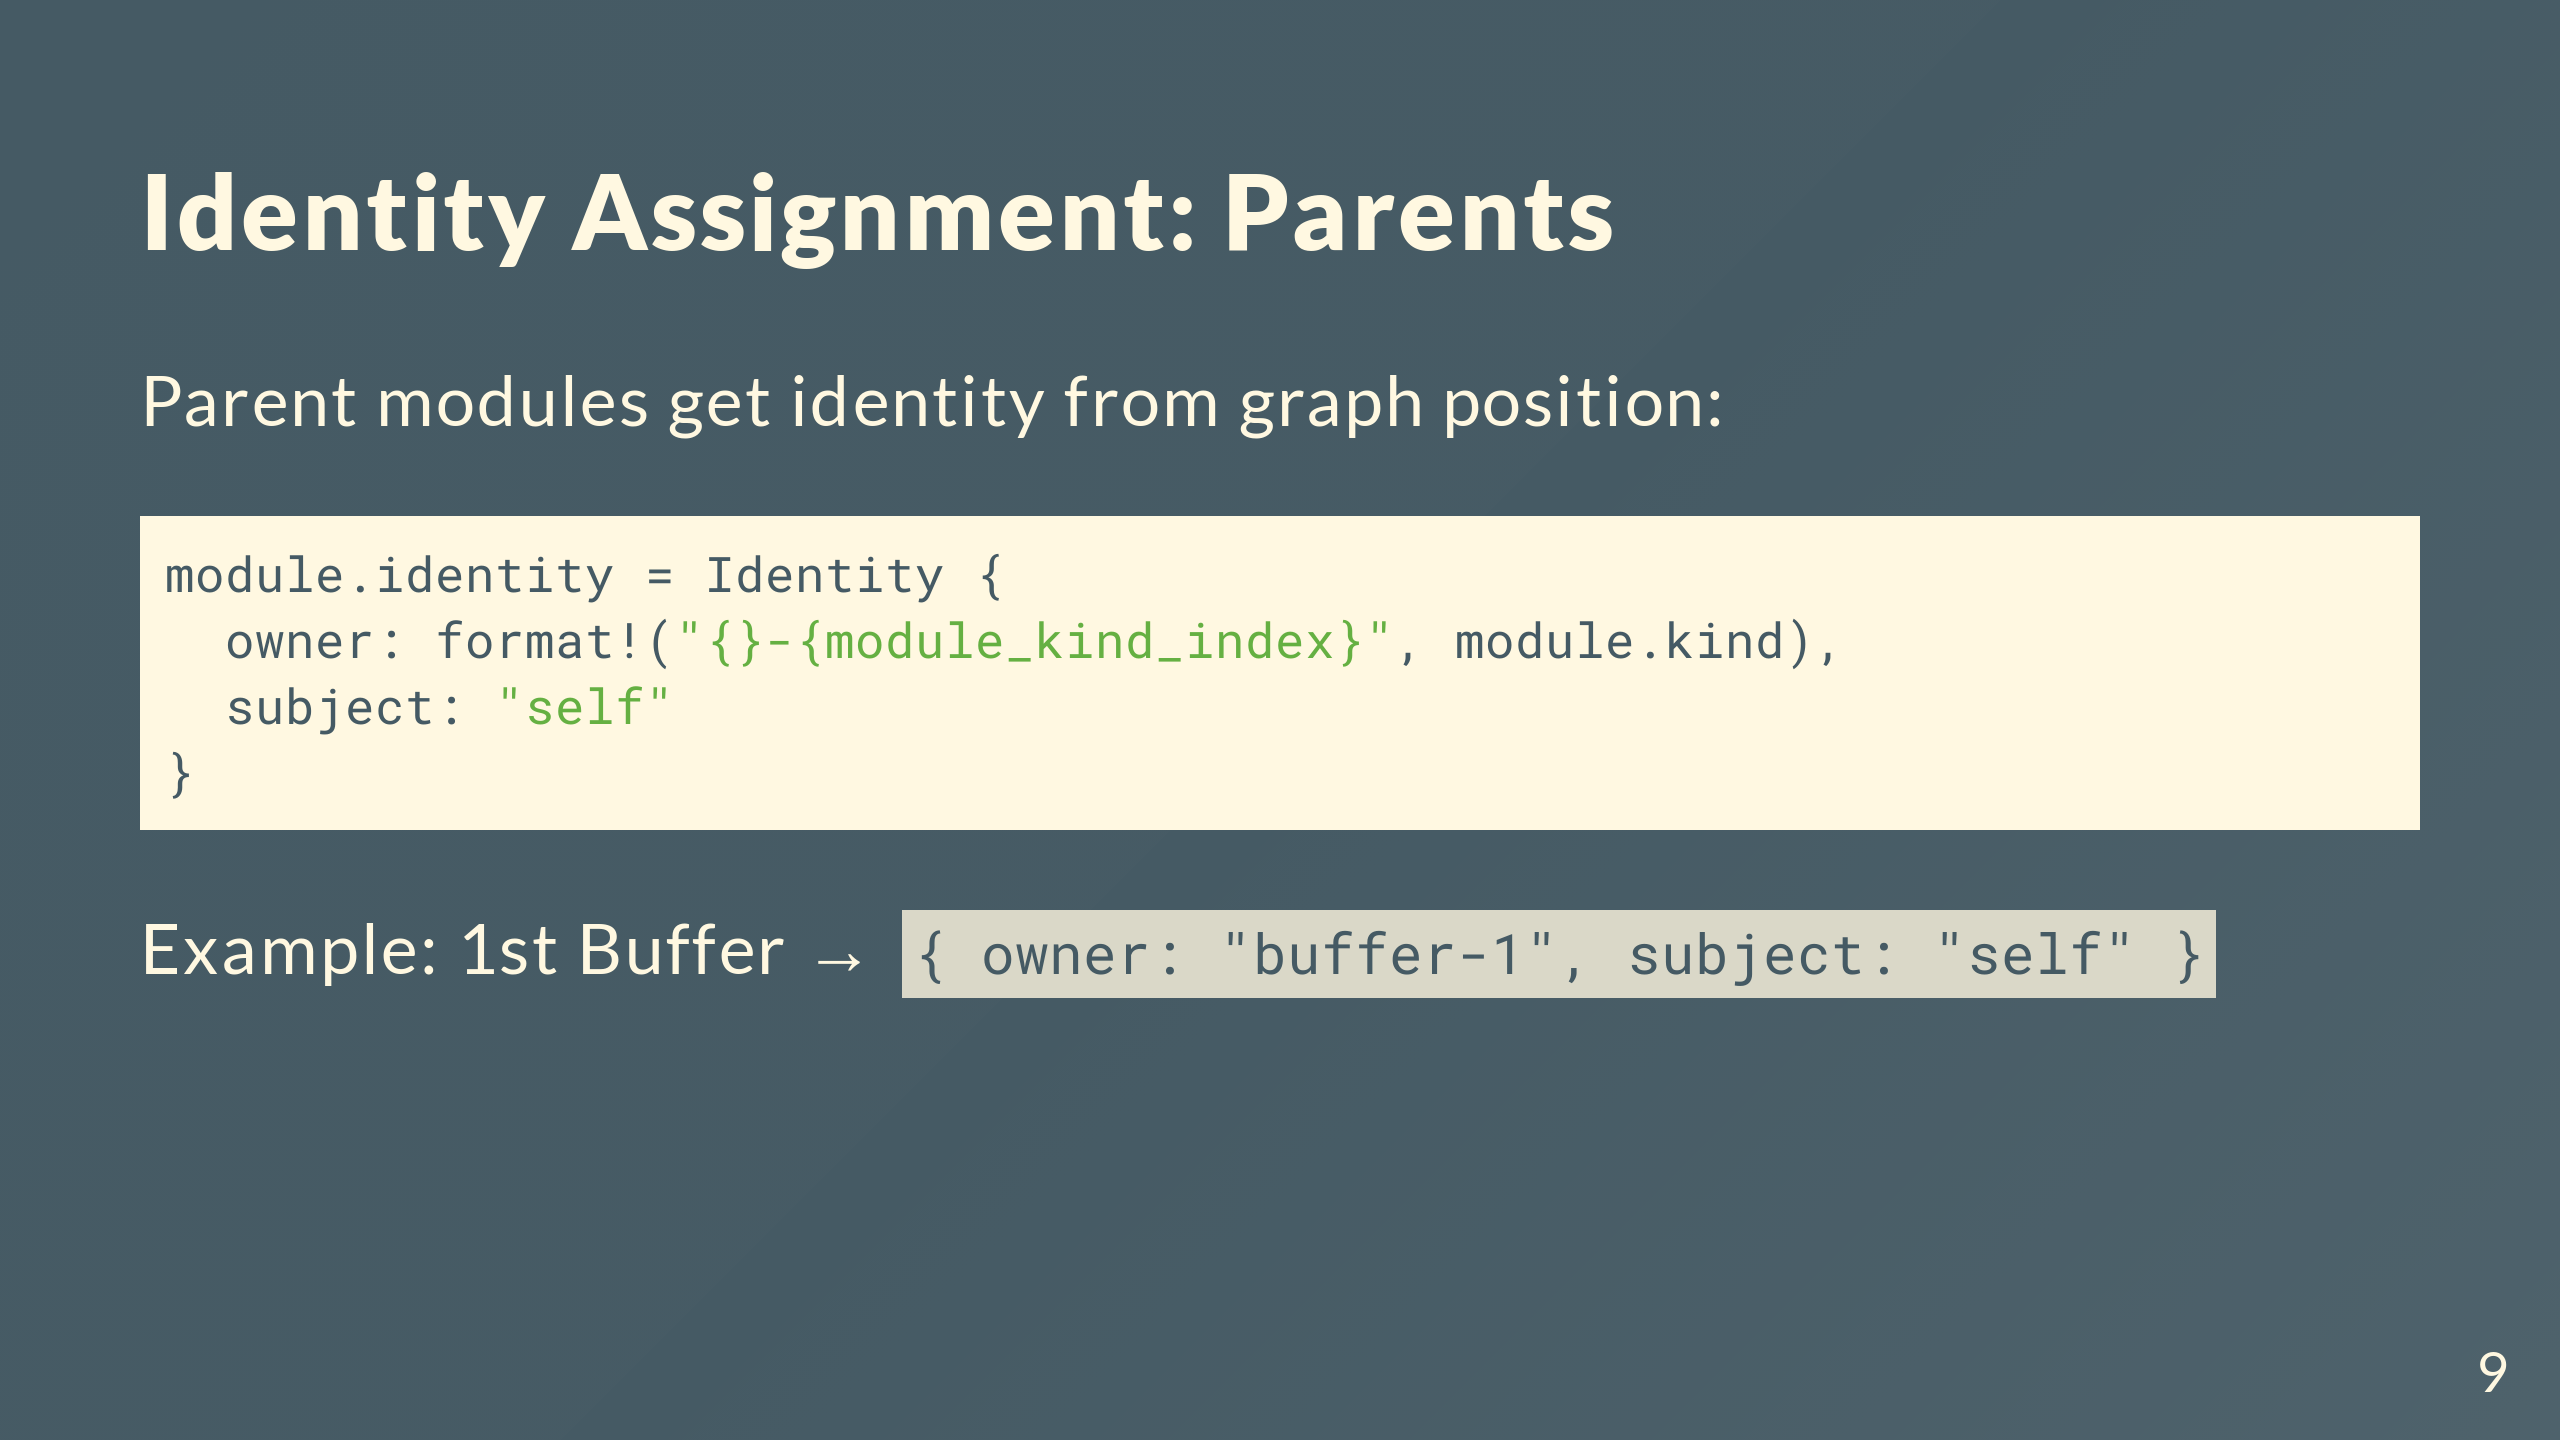 Identity Assignment: Parents
Parent modules get identity from graph position:
module.identity = Identity {
  owner: format!("{}-{module_kind_index}", module.kind),
  subject: "self"
}
Example: 1st Buffer → { owner: "buffer-1", subject: "self" }
9